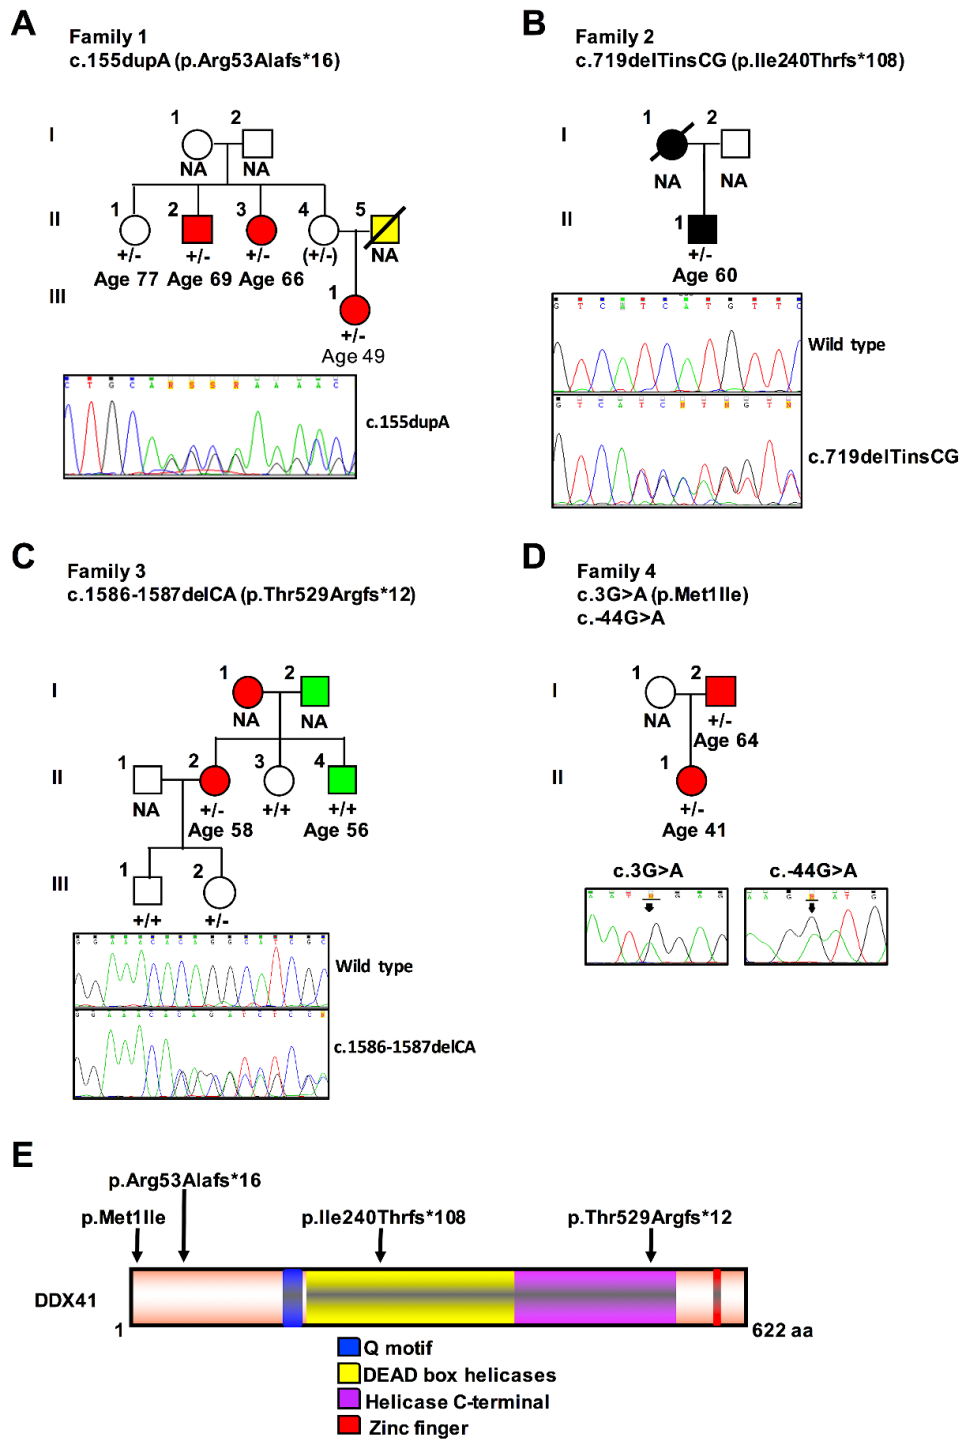 A
Family 1
c.155dupA (p.Arg53Alafs*16)
I
1
2
NA
NA
II
1
2
3
4
5
+/-
+/-
+/-
(+/-)
NA
Age 77
Age 69
Age 66
III
1
+/-
Age 49
C T G C A R S S R A A A A C
c.155dupA
B
Family 2
c.719delTinsCG (p.Ile240Thrfs*108)
I
1
2
NA
NA
II
1
+/-
Age 60
Wild type
c.719delTinsCG
C
Family 3
c.1586-1587delCA (p.Thr529Argfs*12)
I
1
2
NA
NA
II
1
2
3
4
NA
+/-
+/+
+/+
Age 58
Age 56
III
1
2
+/+
+/-
G G A A A C A C A G G C A T C G C
Wild type
G G A A A C A C A G A T C T C C
c.1586-1587delCA
D
Family 4
c.3G>A (p.Met1Ile)
c.-44G>A
I
1
2
NA
+/-
Age 64
II
1
+/-
Age 41
c.3G>A
c.-44G>A
E
p.Arg53Alafs*16
p.Met1Ile
p.Ile240Thrfs*108
p.Thr529Argfs*12
DDX41
1
622 aa
Q motif
DEAD box helicases
Helicase C-terminal
Zinc finger